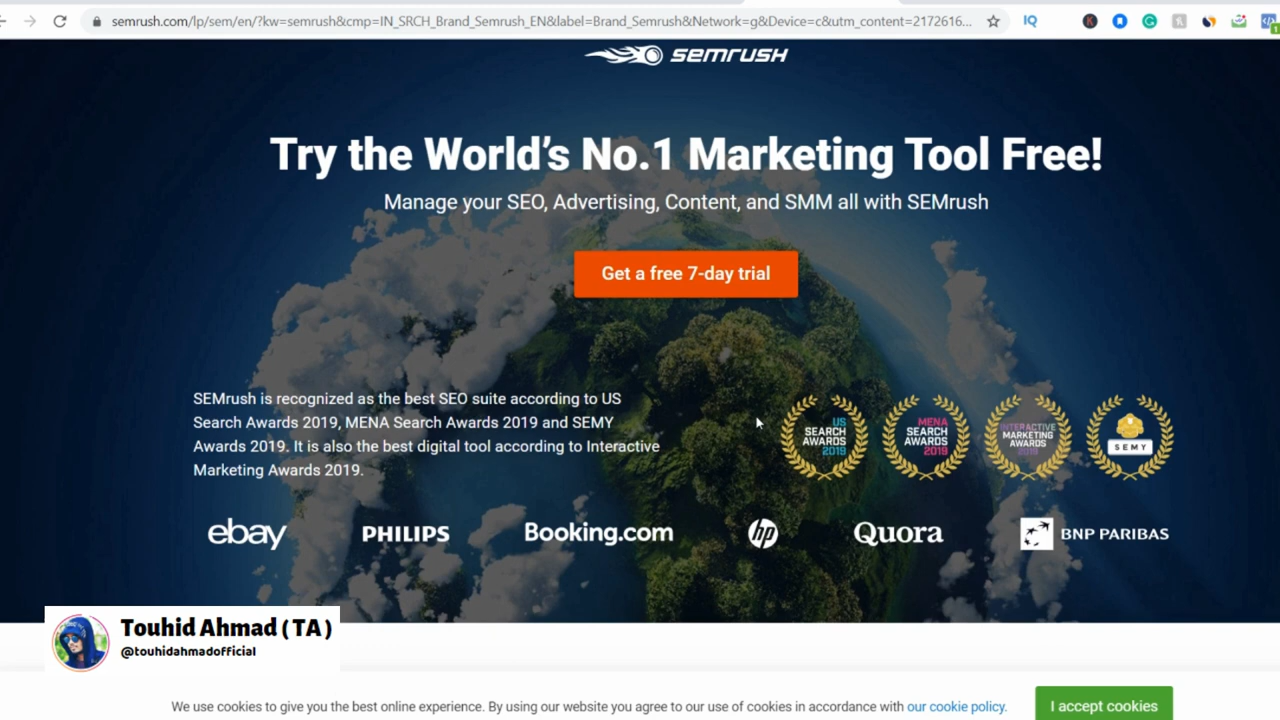 semrush.com/lp/sem/en/?kw=semrush&cmp=IN_SRCH_Brand_Semrush_EN&label=Brand_Semrush&Network=g&Device=c&utm_content=2172616...
IQ
semrush
Try the World's No.1 Marketing Tool Free!
Manage your SEO, Advertising, Content, and SMM all with SEMrush
Get a free 7-day trial
SEMrush is recognized as the best SEO suite according to US
Search Awards 2019, MENA Search Awards 2019 and SEMY
Awards 2019. It is also the best digital tool according to Interactive
Marketing Awards 2019.
US
SEARCH
AWARDS
2019
MENA
SEARCH
AWARDS
2019
INTERACTIVE
MARKETING
AWARDS
2019
SEMY
ebay
PHILIPS
Booking.com
hp
Quora
BNP PARIBAS
Touhid Ahmad ( TA )
@touhidahmadofficial
We use cookies to give you the best online experience. By using our website you agree to our use of cookies in accordance with our cookie policy.
I accept cookies